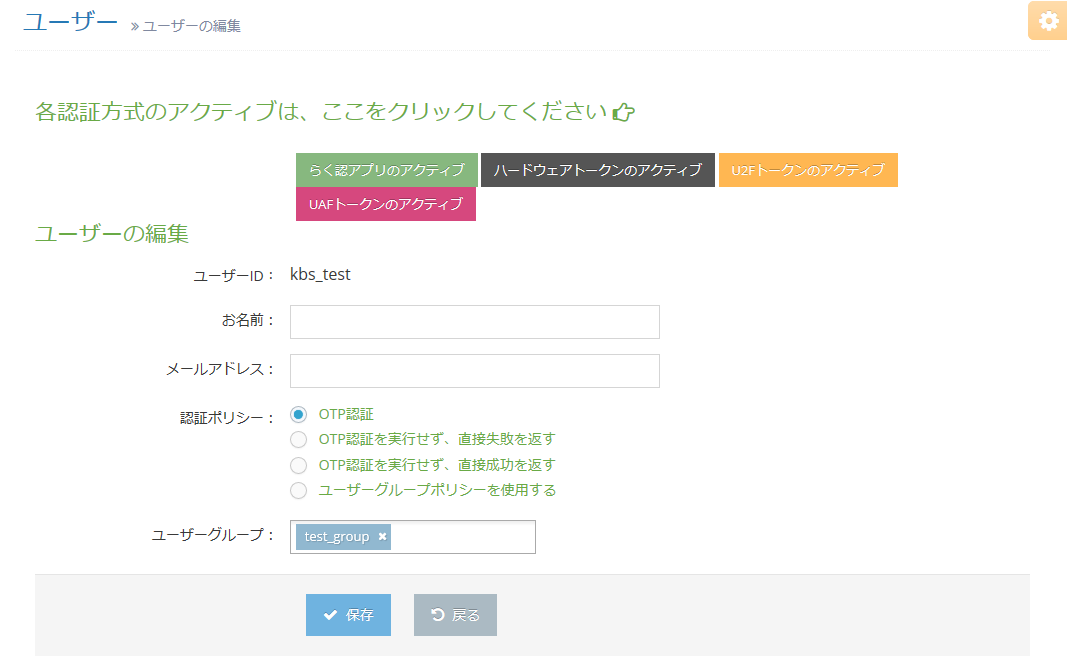 ユーザー » ユーザーの編集
各認証方式のアクティブは、ここをクリックしてください
らく認アプリのアクティブ ハードウェアトークンのアクティブ U2Fトークンのアクティブ
UAFトークンのアクティブ
ユーザーの編集
ユーザーID： kbs_test
お名前：
メールアドレス：
認証ポリシー： OTP認証
OTP認証を実行せず、直接失敗を返す
OTP認証を実行せず、直接成功を返す
ユーザーグループポリシーを使用する
ユーザーグループ： test_group ×
保存 戻る